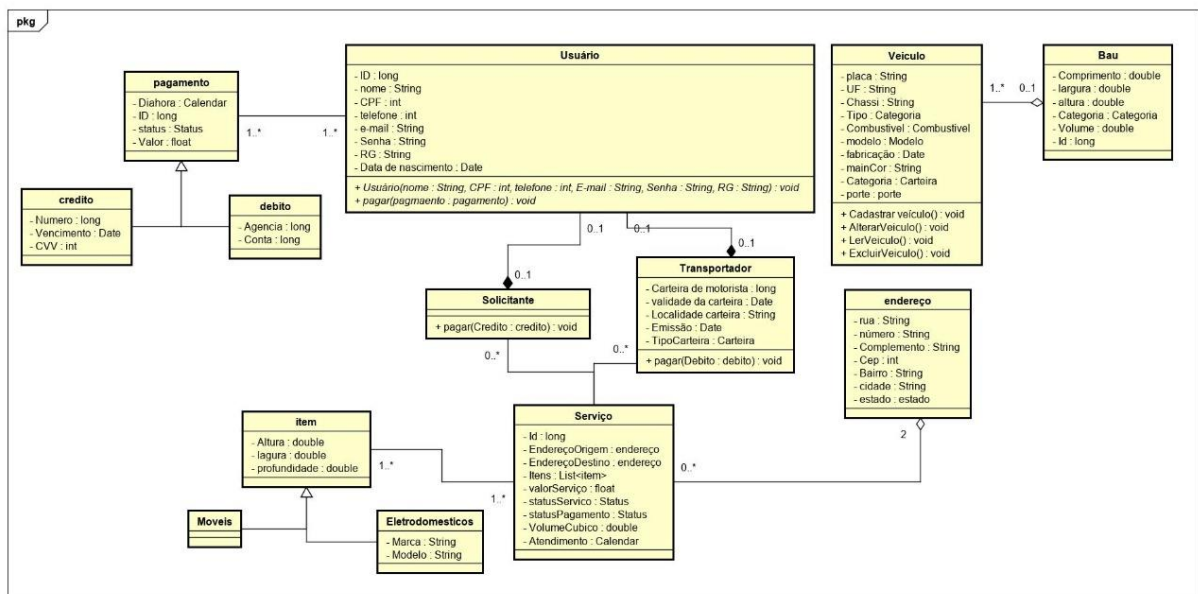 pkg
pagamento
- Diahora : Calendar
- ID : long
- status : Status
- Valor : float
1..*
1..*
Usuário
- ID : long
- nome : String
- CPF : int
- telefone : int
- e-mail : String
- Senha : String
- RG : String
- Data de nascimento : Date
+ Usuário(nome : String, CPF : int, telefone : int, E-mail : String, Senha : String, RG : String) : void
+ pagar(pagmaento : pagamento) : void
Veiculo
- placa : String
- UF : String
- Chassi : String
- Tipo : Categoria
- Combustivel : Combustivel
- modelo : Modelo
- fabricação : Date
- mainCor : String
- Categoria : Carteira
- porte : porte
+ Cadastrar veículo() : void
+ AlterarVeiculo() : void
+ LerVeiculo() : void
+ ExcluirVeiculo() : void
1..*
0..1
Bau
- Comprimento : double
- largura : double
- altura : double
- Categoria : Categoria
- Volume : double
- Id : long
credito
- Numero : long
- Vencimento : Date
- CVV : int
debito
- Agencia : long
- Conta : long
0..1
0..1
0..1
0..1
Solicitante
+ pagar(Credito : credito) : void
0..*
Transportador
- Carteira de motorista : long
- validade da carteira : Date
- Localidade carteira : String
- Emissão : Date
- TipoCarteira : Carteira
+ pagar(Debito : debito) : void
0..*
endereço
- rua : String
- número : String
- Complemento : String
- Cep : int
- Bairro : String
- cidade : String
- estado : estado
2
0..*
item
- Altura : double
- lagura : double
- profundidade : double
1..*
1..*
Serviço
- Id : long
- EndereçoOrigem : endereço
- EndereçoDestino : endereço
- Itens : List<item>
- valorServiço : float
- statusServico : Status
- statusPagamento : Status
- VolumeCubico : double
- Atendimento : Calendar
Moveis
Eletrodomesticos
- Marca : String
- Modelo : String